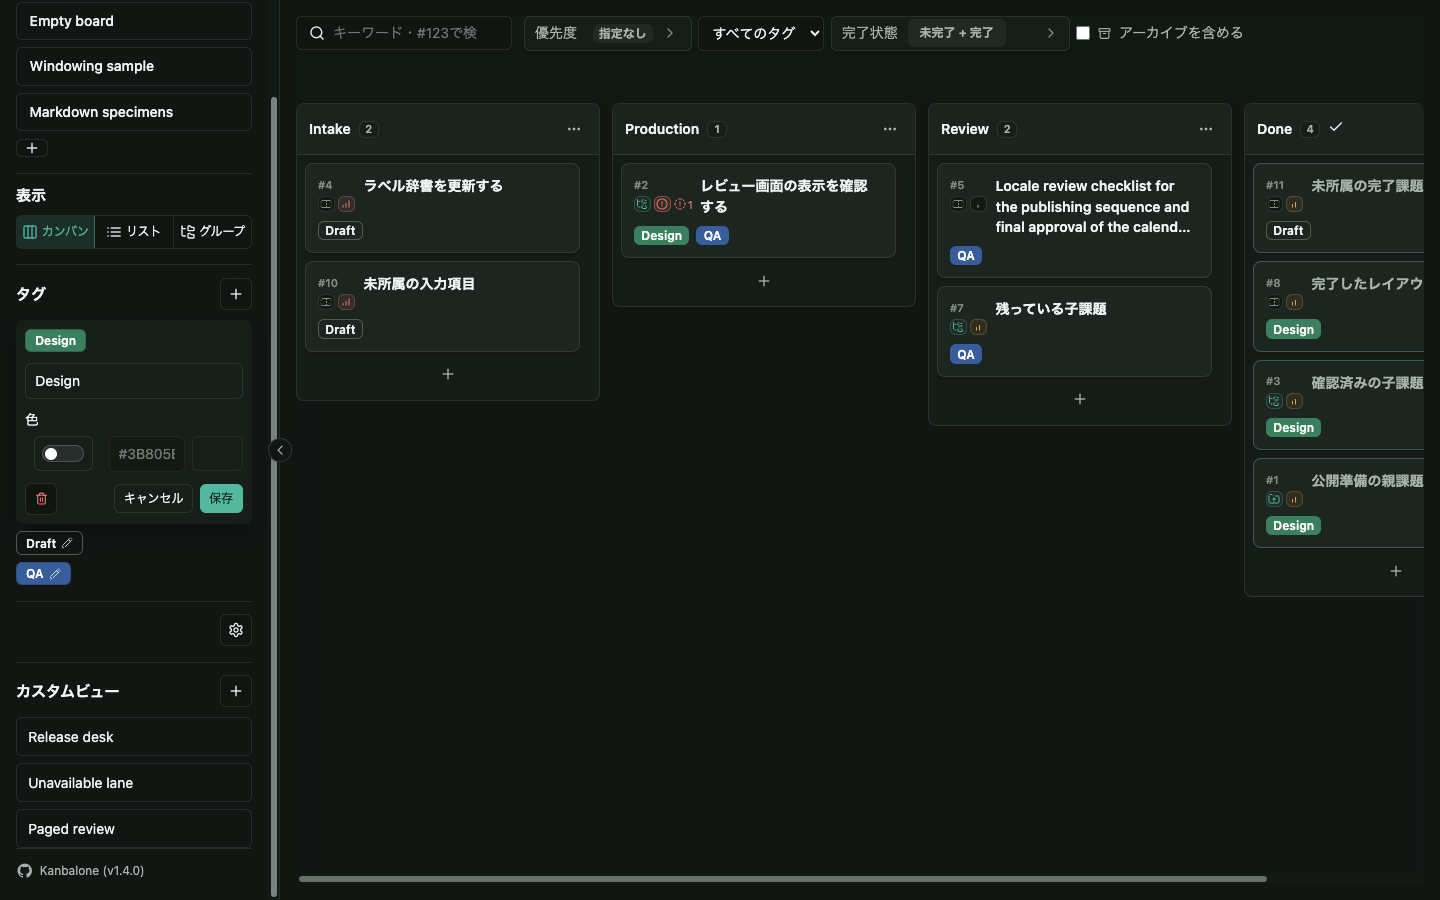 Empty board
Windowing sample
Markdown specimens
表示
カンバン
リスト
グループ
タグ
Design
Design
色
#3B805E
キャンセル
保存
Draft
QA
カスタムビュー
Release desk
Unavailable lane
Paged review
Kanbalone (v1.4.0)
キーワード・#123で検
優先度 指定なし
すべてのタグ
完了状態 未完了 + 完了
アーカイブを含める
Intake 2
#4 ラベル辞書を更新する
Draft
#10 未所属の入力項目
Draft
Production 1
#2 レビュー画面の表示を確認
する
1
Design QA
Review 2
#5 Locale review checklist for
the publishing sequence and
final approval of the calend...
QA
#7 残っている子課題
QA
Done 4
#11 未所属の完了課題
Draft
#8 完了したレイアウ
Design
#3 確認済みの子課題
Design
#1 公開準備の親課題
Design